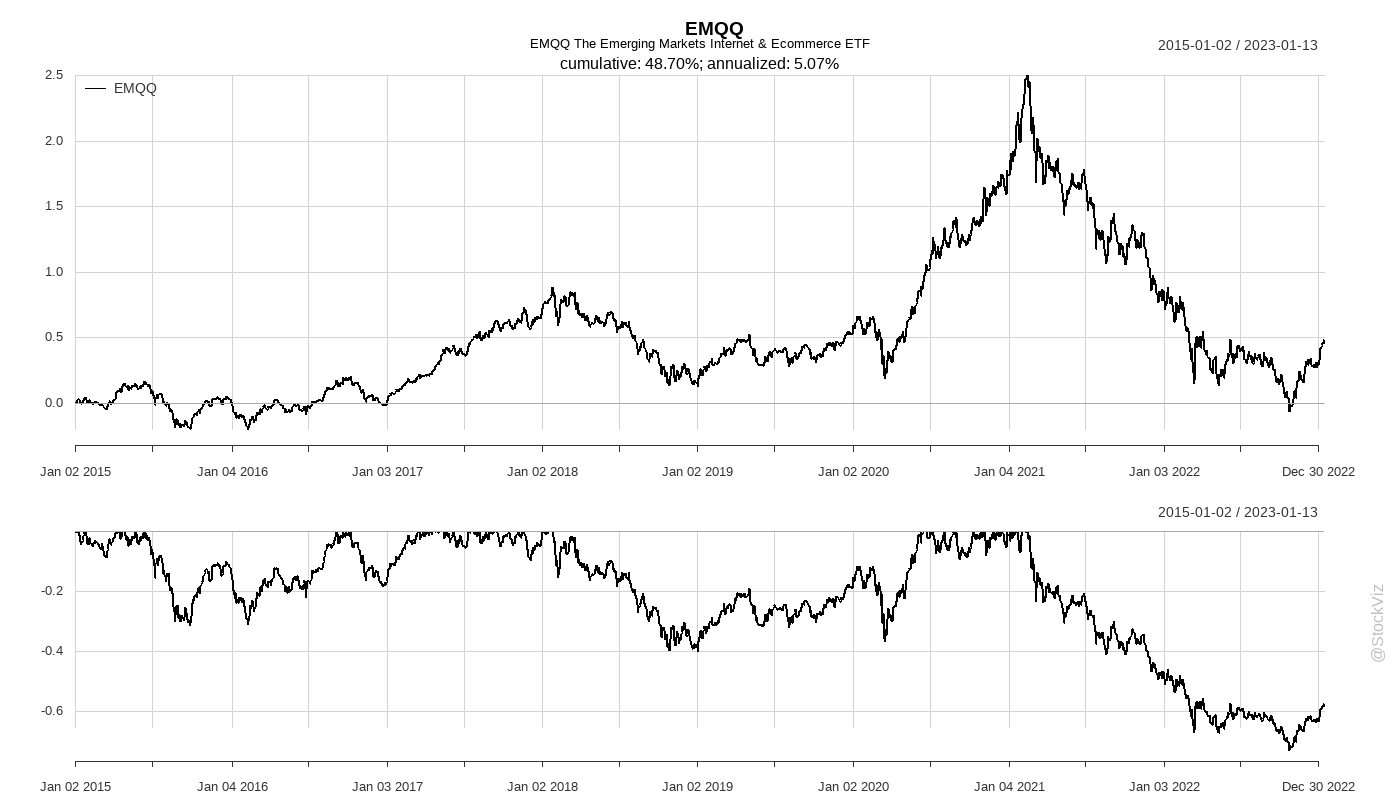 EMQQ
EMQQ The Emerging Markets Internet & Ecommerce ETF
cumulative: 48.70%; annualized: 5.07%
2015-01-02 / 2023-01-13
EMQQ
2.5
2.0
1.5
1.0
0.5
0.0
Jan 02 2015 Jan 04 2016 Jan 03 2017 Jan 02 2018 Jan 02 2019 Jan 02 2020 Jan 04 2021 Jan 03 2022 Dec 30 2022
2015-01-02 / 2023-01-13
-0.2
-0.4
-0.6
Jan 02 2015 Jan 04 2016 Jan 03 2017 Jan 02 2018 Jan 02 2019 Jan 02 2020 Jan 04 2021 Jan 03 2022 Dec 30 2022
@StockViz